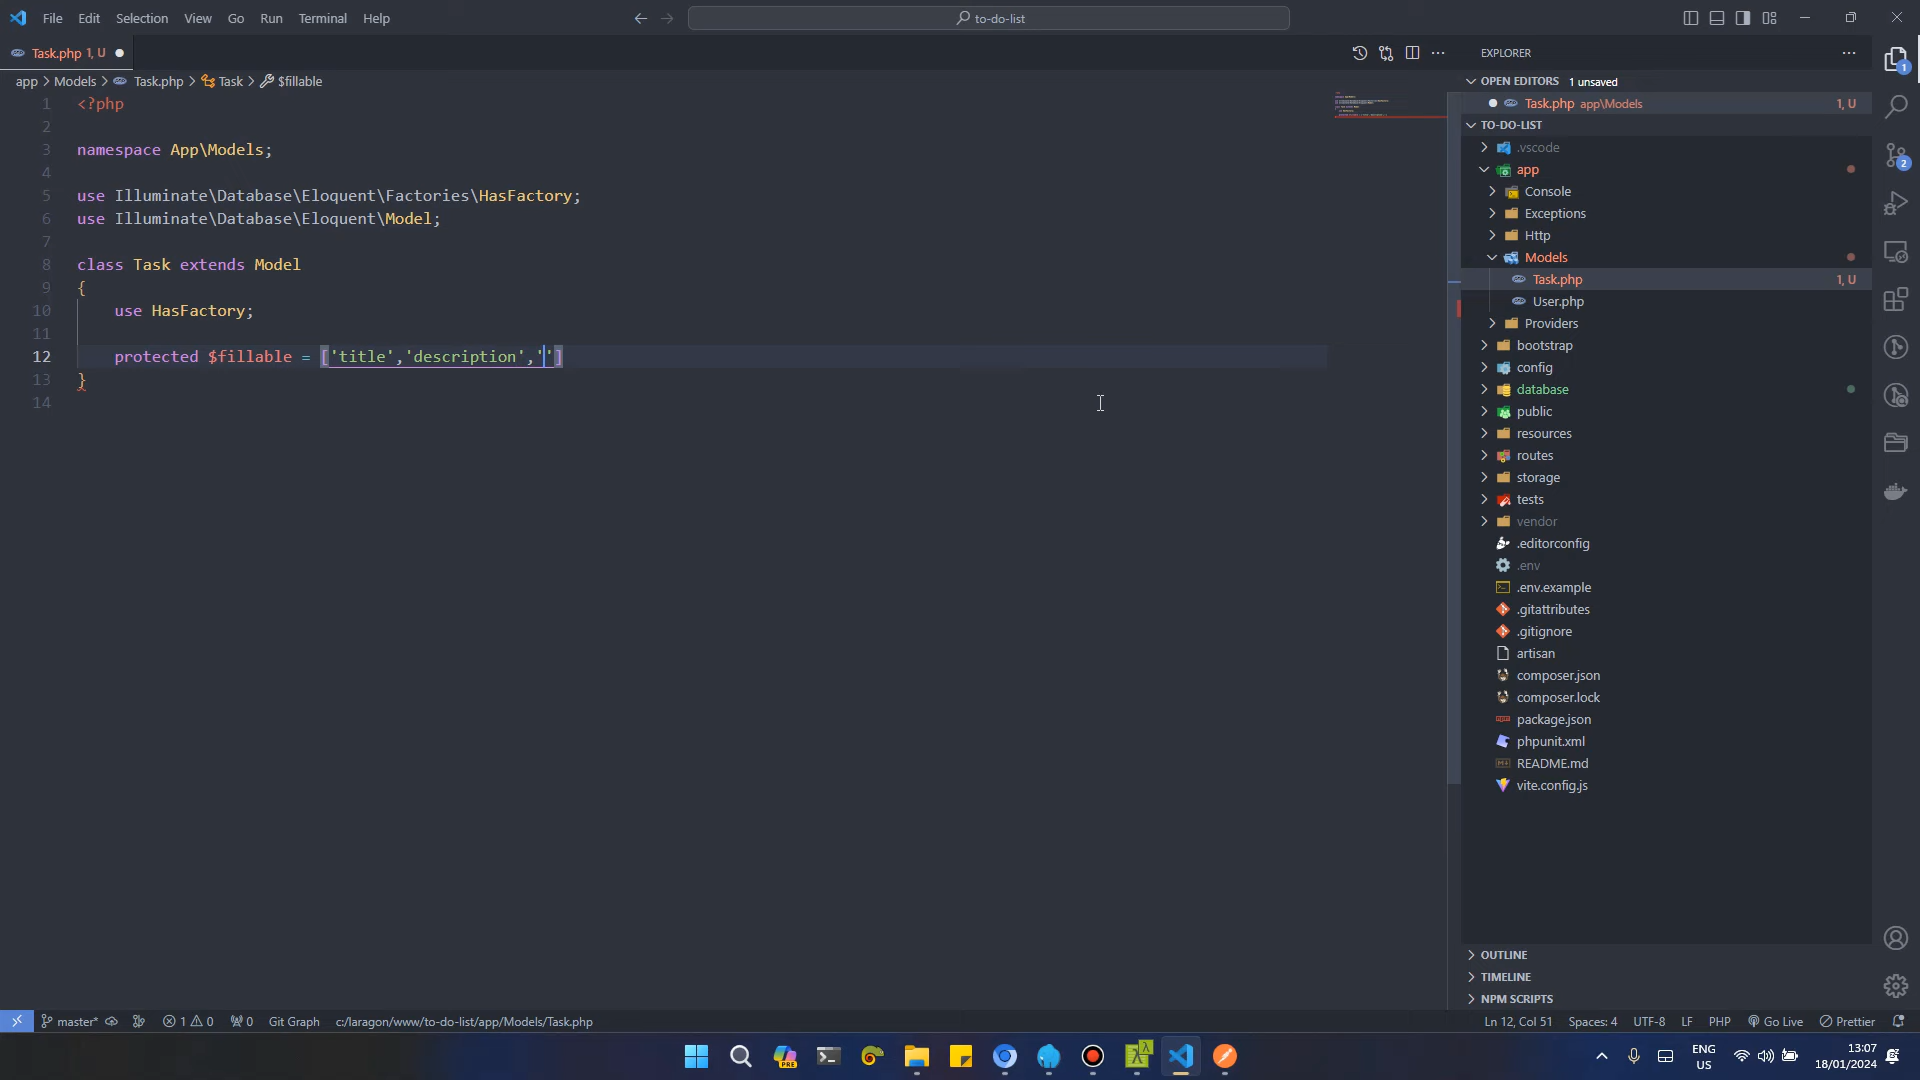 File Edit Selection View Go Run Terminal Help
to-do-list
Task.php 1, U
app > Models > Task.php > Task > $fillable
1 <?php
2
3 namespace App\Models;
4
5 use Illuminate\Database\Eloquent\Factories\HasFactory;
6 use Illuminate\Database\Eloquent\Model;
7
8 class Task extends Model
9 {
10 use HasFactory;
11
12 protected $fillable = ['title','description','']
13 }
14
EXPLORER
OPEN EDITORS 1 unsaved
Task.php app\Models 1, U
TO-DO-LIST
.vscode
app
Console
Exceptions
Http
Models
Task.php 1, U
User.php
Providers
bootstrap
config
database
public
resources
routes
storage
tests
vendor
.editorconfig
.env
.env.example
.gitattributes
.gitignore
artisan
composer.json
composer.lock
package.json
phpunit.xml
README.md
vite.config.js
OUTLINE
TIMELINE
NPM SCRIPTS
1
2
master* 1 0 0 Git Graph c:/laragon/www/to-do-list/app/Models/Task.php
Ln 12, Col 51 Spaces: 4 UTF-8 LF PHP Go Live Prettier
PRE
ENG
US
13:07
18/01/2024